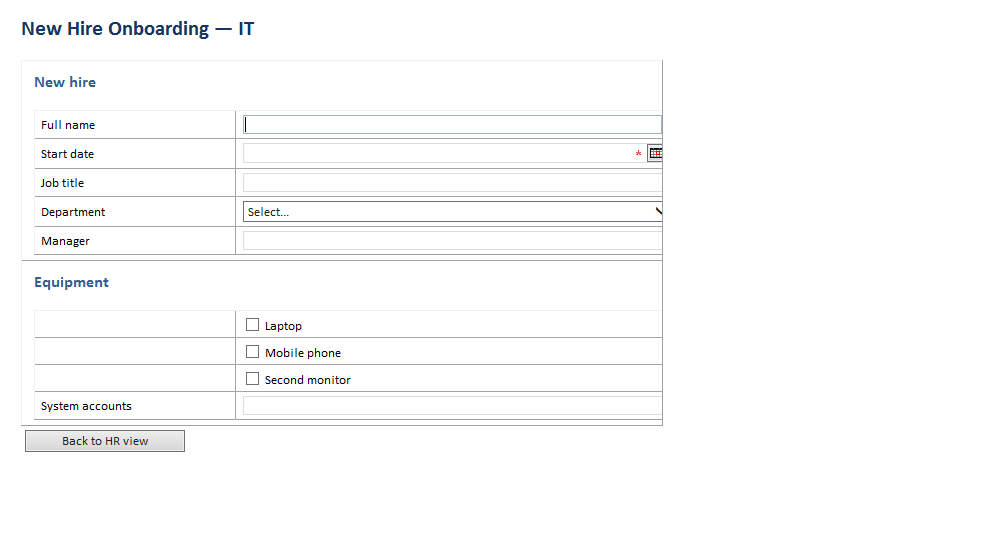 New Hire Onboarding — IT
New hire
Full name
Start date *
Job title
Department Select...
Manager
Equipment
Laptop
Mobile phone
Second monitor
System accounts
Back to HR view